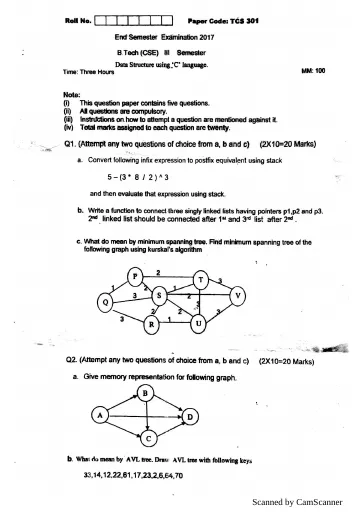 Roll No. Paper Code: TCS 301
End Semester Examination 2017
B.Tech (CSE) III Semester
Data Structure using,'C' language.
Time: Three Hours MM: 100
Note:
(i) This question paper contains five questions.
(ii) All questions are compulsory.
(iii) Instructions on how to attempt a question are mentioned against it.
(iv) Total marks assigned to each question are twenty.
Q1. (Attempt any two questions of choice from a, b and c) (2X10=20 Marks)
a. Convert following infix expression to postfix equivalent using stack
5 – (3 * 8 / 2) ^ 3
and then evaluate that expression using stack.
b. Write a function to connect three singly linked lists having pointers p1,p2 and p3.
2nd linked list should be connected after 1st and 3rd list after 2nd .
c. What do mean by minimum spanning tree. Find minimum spanning tree of the
following graph using kurskal's algorithm
P 2 T
2 1 3
Q 3 S 2 V
2 2 3
3 R 1 U 3
Q2. (Attempt any two questions of choice from a, b and c) (2X10=20 Marks)
a. Give memory representation for following graph.
B
A D
C
b. What do mean by AVL tree. Draw AVL tree with following keys
33,14,12,22,61,17,23,2,6,64,70
Scanned by CamScanner